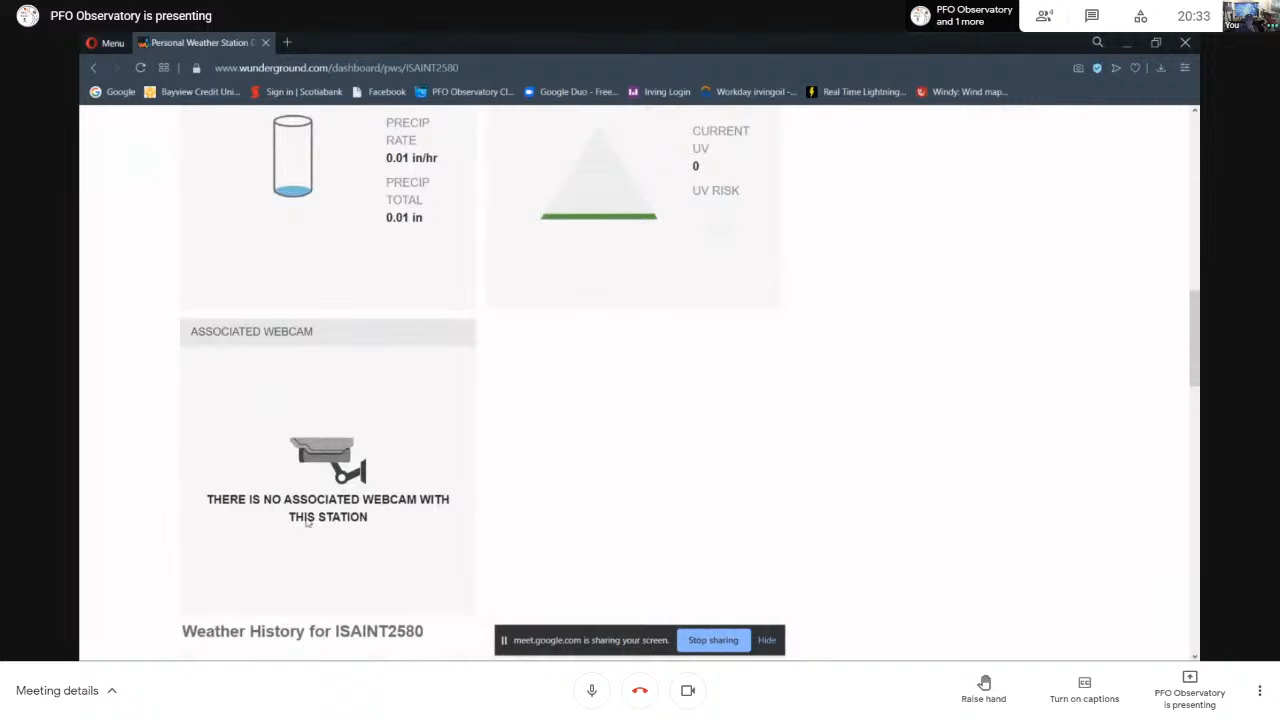 PFO Observatory is presenting
PFO Observatory
and 1 more
4
20:33
You
Menu
Personal Weather Station D
www.wunderground.com/dashboard/pws/ISAINT2580
Google
Bayview Credit Uni...
Sign in | Scotiabank
Facebook
PFO Observatory Cl...
Google Duo - Free...
Irving Login
Workday irvingoil -...
Real Time Lightning...
Windy: Wind map...
PRECIP
RATE
0.01 in/hr
PRECIP
TOTAL
0.01 in
CURRENT
UV
0
UV RISK
ASSOCIATED WEBCAM
THERE IS NO ASSOCIATED WEBCAM WITH
THIS STATION
Weather History for ISAINT2580
meet.google.com is sharing your screen.
Stop sharing
Hide
Meeting details
Raise hand
CC
Turn on captions
PFO Observatory
is presenting